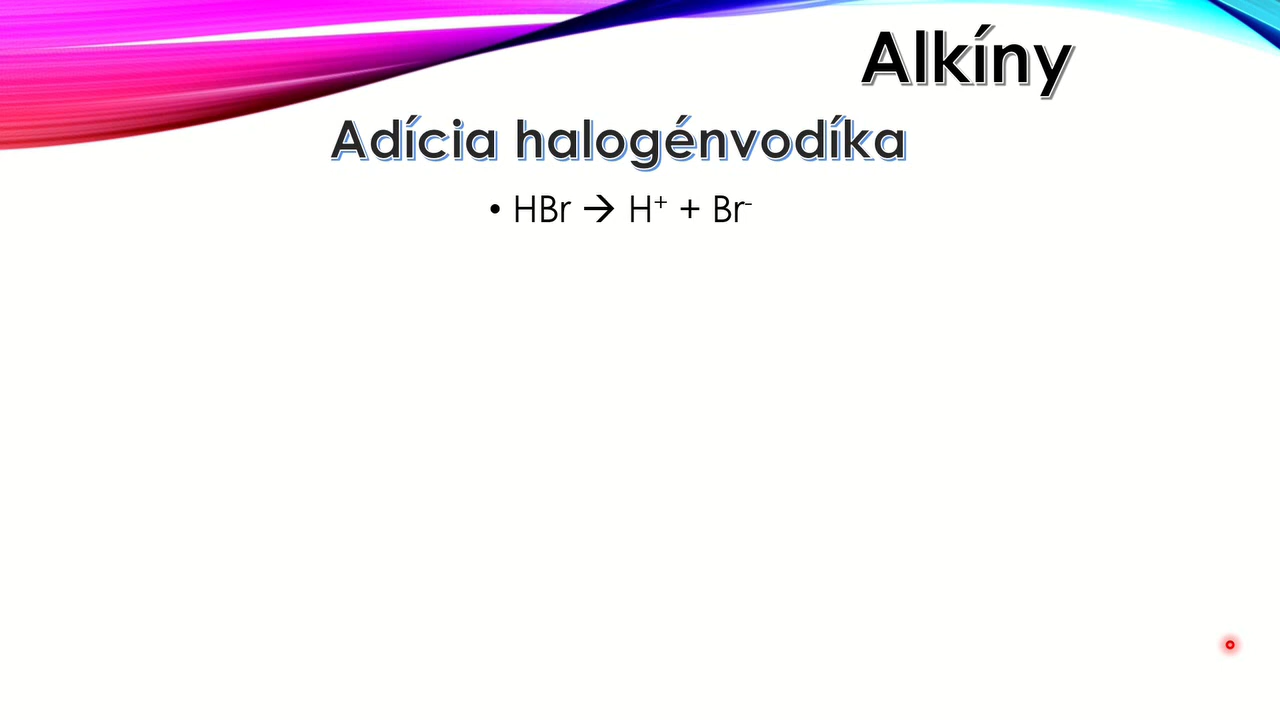 Alkíny
Adícia halogénvodíka
• HBr → H⁺ + Br⁻